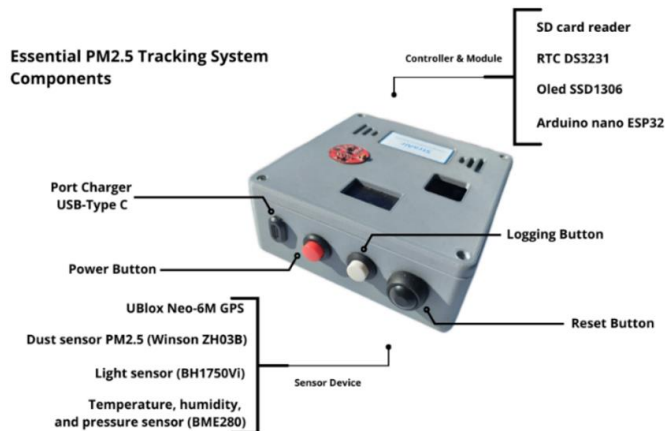 Essential PM2.5 Tracking System
Components
Controller & Module
SD card reader
RTC DS3231
Oled SSD1306
Arduino nano ESP32
Port Charger
USB-Type C
Power Button
Logging Button
Reset Button
UBlox Neo-6M GPS
Dust sensor PM2.5 (Winson ZH03B)
Light sensor (BH1750Vi)
Temperature, humidity,
and pressure sensor (BME280)
Sensor Device